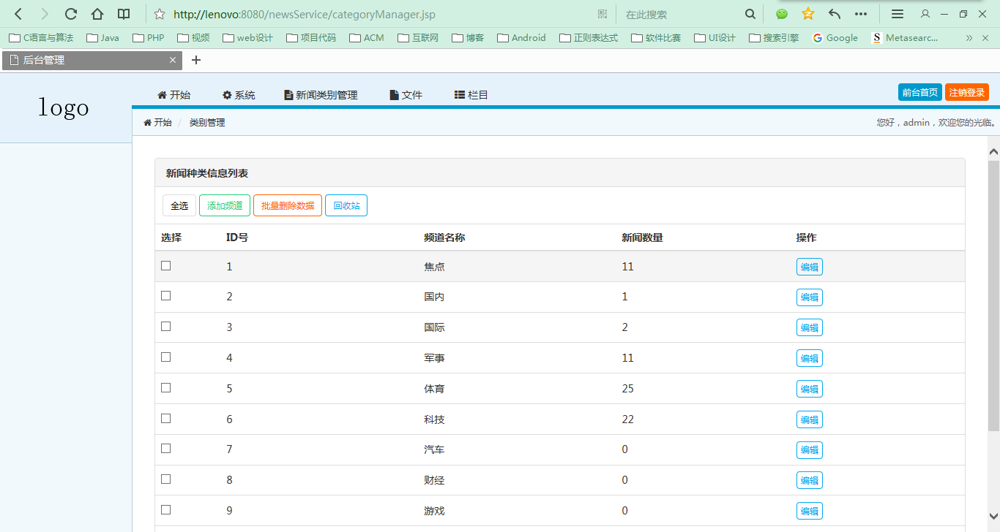 http://lenovo:8080/newsService/categoryManager.jsp 在此搜索
C语言与算法 Java PHP 视频 web设计 项目代码 ACM 互联网 博客 Android 正则表达式 软件比赛 UI设计 搜索引擎 Google Metasearc...
后台管理
logo
开始 系统 新闻类别管理 文件 栏目 前台首页 注销登录
开始 / 类别管理 您好，admin，欢迎您的光临。
新闻种类信息列表
全选 添加频道 批量删除数据 回收站
选择 ID号 频道名称 新闻数量 操作
1 焦点 11 编辑
2 国内 1 编辑
3 国际 2 编辑
4 军事 11 编辑
5 体育 25 编辑
6 科技 22 编辑
7 汽车 0 编辑
8 财经 0 编辑
9 游戏 0 编辑